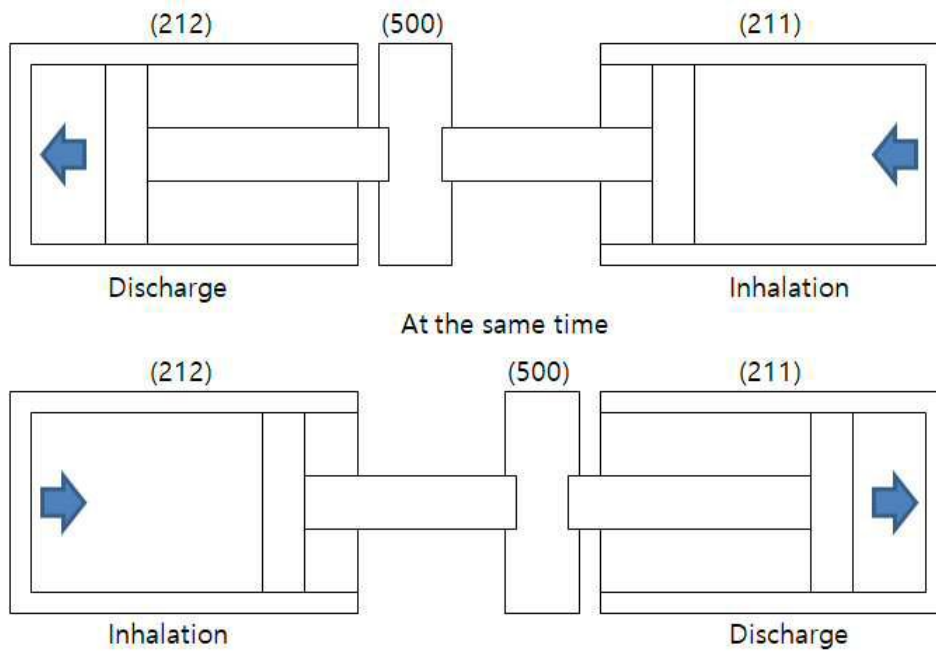 (212) (500) (211)
Discharge Inhalation
At the same time
(212) (500) (211)
Inhalation Discharge